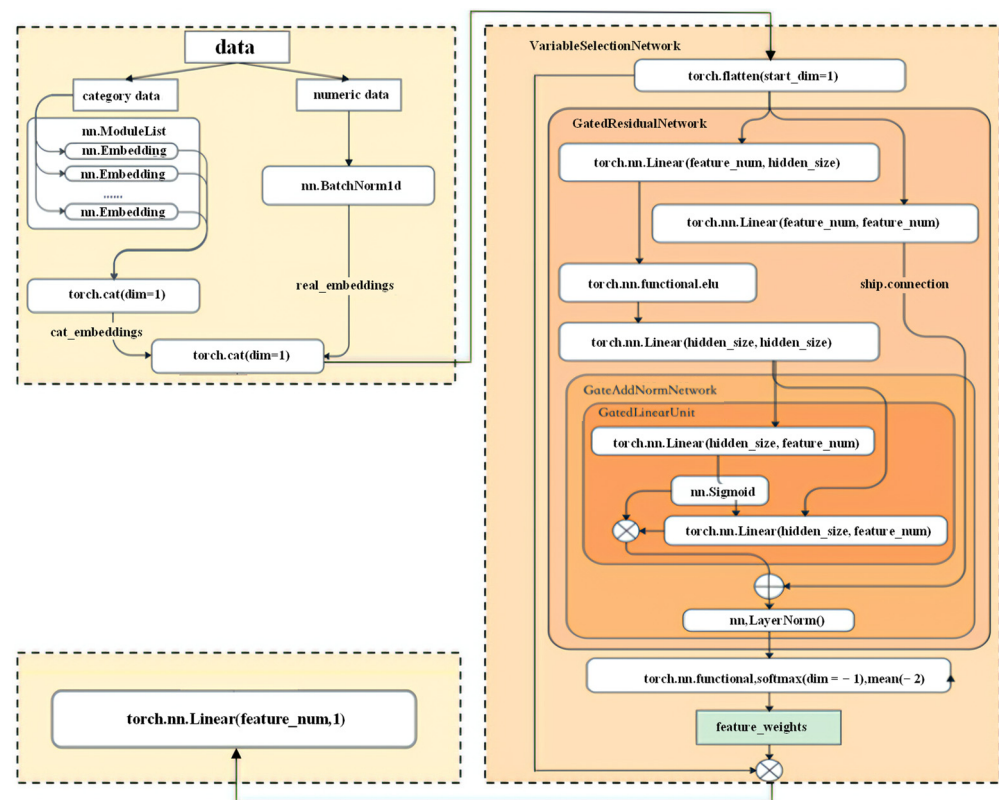 data
category data
numeric data
nn.ModuleList
nn.Embedding
nn.Embedding
......
nn.Embedding
nn.BatchNorm1d
torch.cat(dim=1)
real_embeddings
cat_embeddings
torch.cat(dim=1)
VariableSelectionNetwork
torch.flatten(start_dim=1)
GatedResidualNetwork
torch.nn.Linear(feature_num, hidden_size)
torch.nn.Linear(feature_num, feature_num)
torch.nn.functional.elu
ship.connection
torch.nn.Linear(hidden_size, hidden_size)
GateAddNormNetwork
GatedLinearUnit
torch.nn.Linear(hidden_size, feature_num)
nn.Sigmoid
torch.nn.Linear(hidden_size, feature_num)
nn,LayerNorm()
torch.nn.functional,softmax(dim = − 1),mean(− 2)
feature_weights
torch.nn.Linear(feature_num,1)